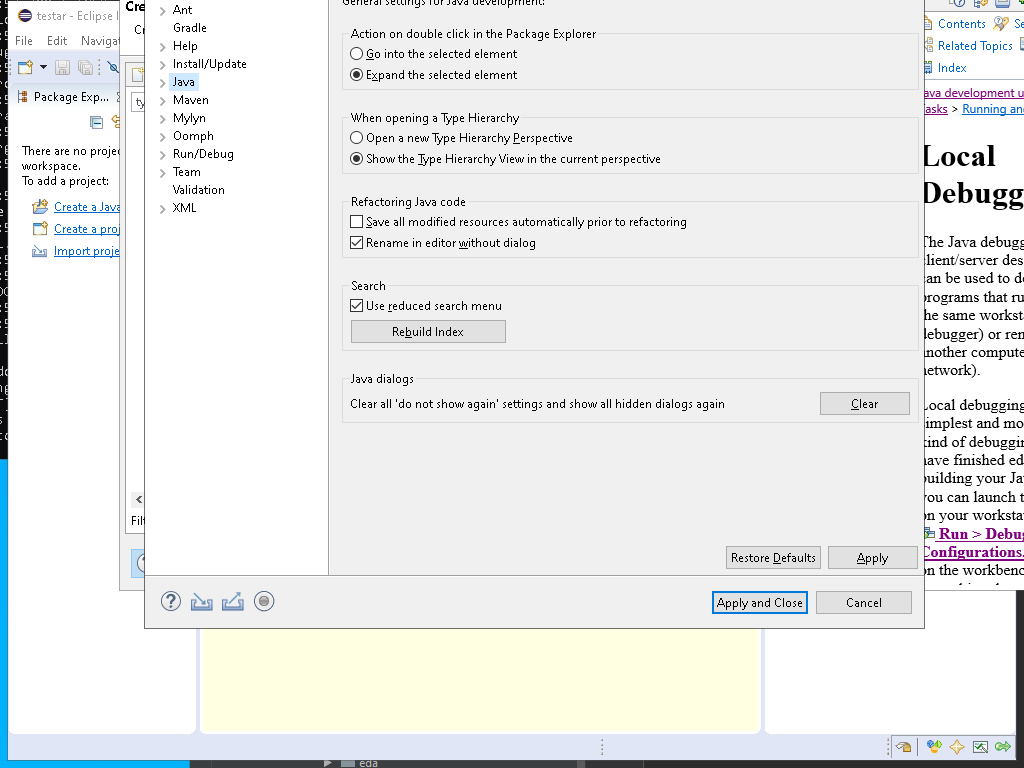 testar - Eclipse I
File Edit Navigat
Package Exp...
There are no proje
workspace.
To add a project:
Create a Java
Create a proj
Import proje
Cre
Cr
ty
Filt
Ant
Gradle
Help
Install/Update
Java
Maven
Mylyn
Oomph
Run/Debug
Team
Validation
XML
General settings for Java development:
Action on double click in the Package Explorer
Go into the selected element
Expand the selected element
When opening a Type Hierarchy
Open a new Type Hierarchy Perspective
Show the Type Hierarchy View in the current perspective
Refactoring Java code
Save all modified resources automatically prior to refactoring
Rename in editor without dialog
Search
Use reduced search menu
Rebuild Index
Java dialogs
Clear all 'do not show again' settings and show all hidden dialogs again
Clear
Restore Defaults
Apply
Apply and Close
Cancel
Contents Se
Related Topics
Index
ava development u
asks > Running and
Local
Debugg
The Java debugg
client/server des
can be used to de
programs that ru
the same worksta
debugger) or rem
another compute
network).
Local debugging
simplest and mo
kind of debuggin
have finished ed
building your Jav
you can launch t
on your worksta
Run > Debug
Configurations.
on the workbenc
eda